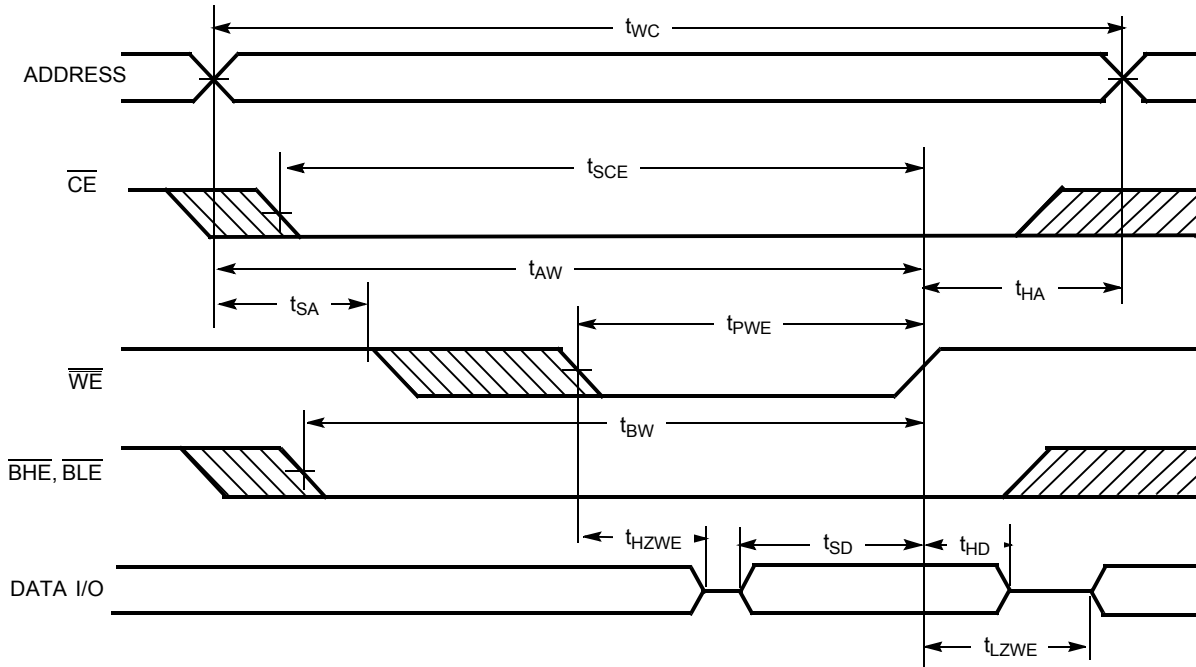 tWC
ADDRESS
tSCE
CE
tAW
tSA
tHA
tPWE
WE
tBW
BHE, BLE
tHZWE
tSD
tHD
DATA I/O
tLZWE